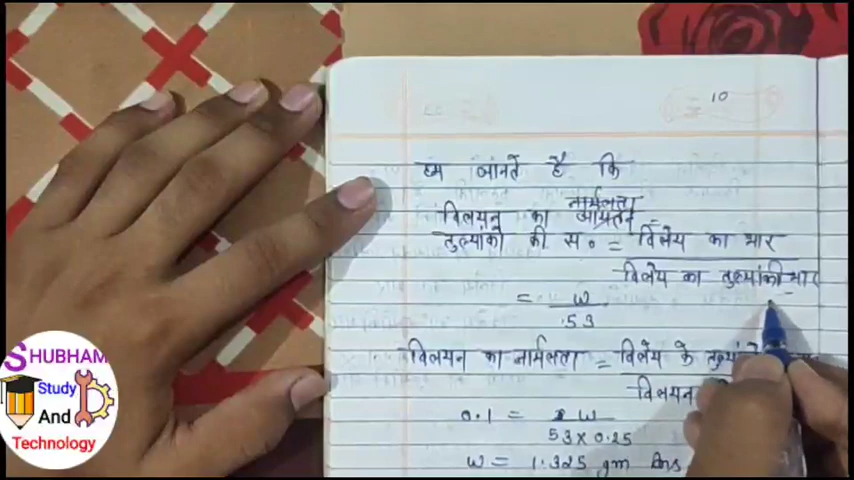 10
हम जानते है कि
नार्मलता
विलयन का आयतन =
तुल्यांको की स० = विलेय का भार
विलेय का तुल्यांकी भार
= w
.53
विलयन का नार्मलता = विलेय के
विलयन
0.1 = w
53 x 0.25
w = 1.325 gm Ans
SHUBHAM
Study
And
Technology